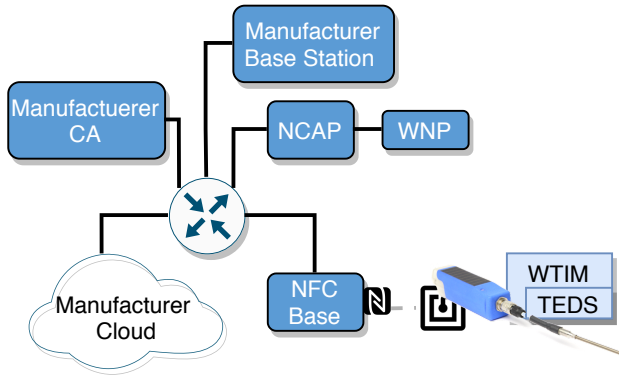 Manufacturer
Base Station
Manufactuerer
CA
NCAP
WNP
Manufacturer
Cloud
NFC
Base
WTIM
TEDS